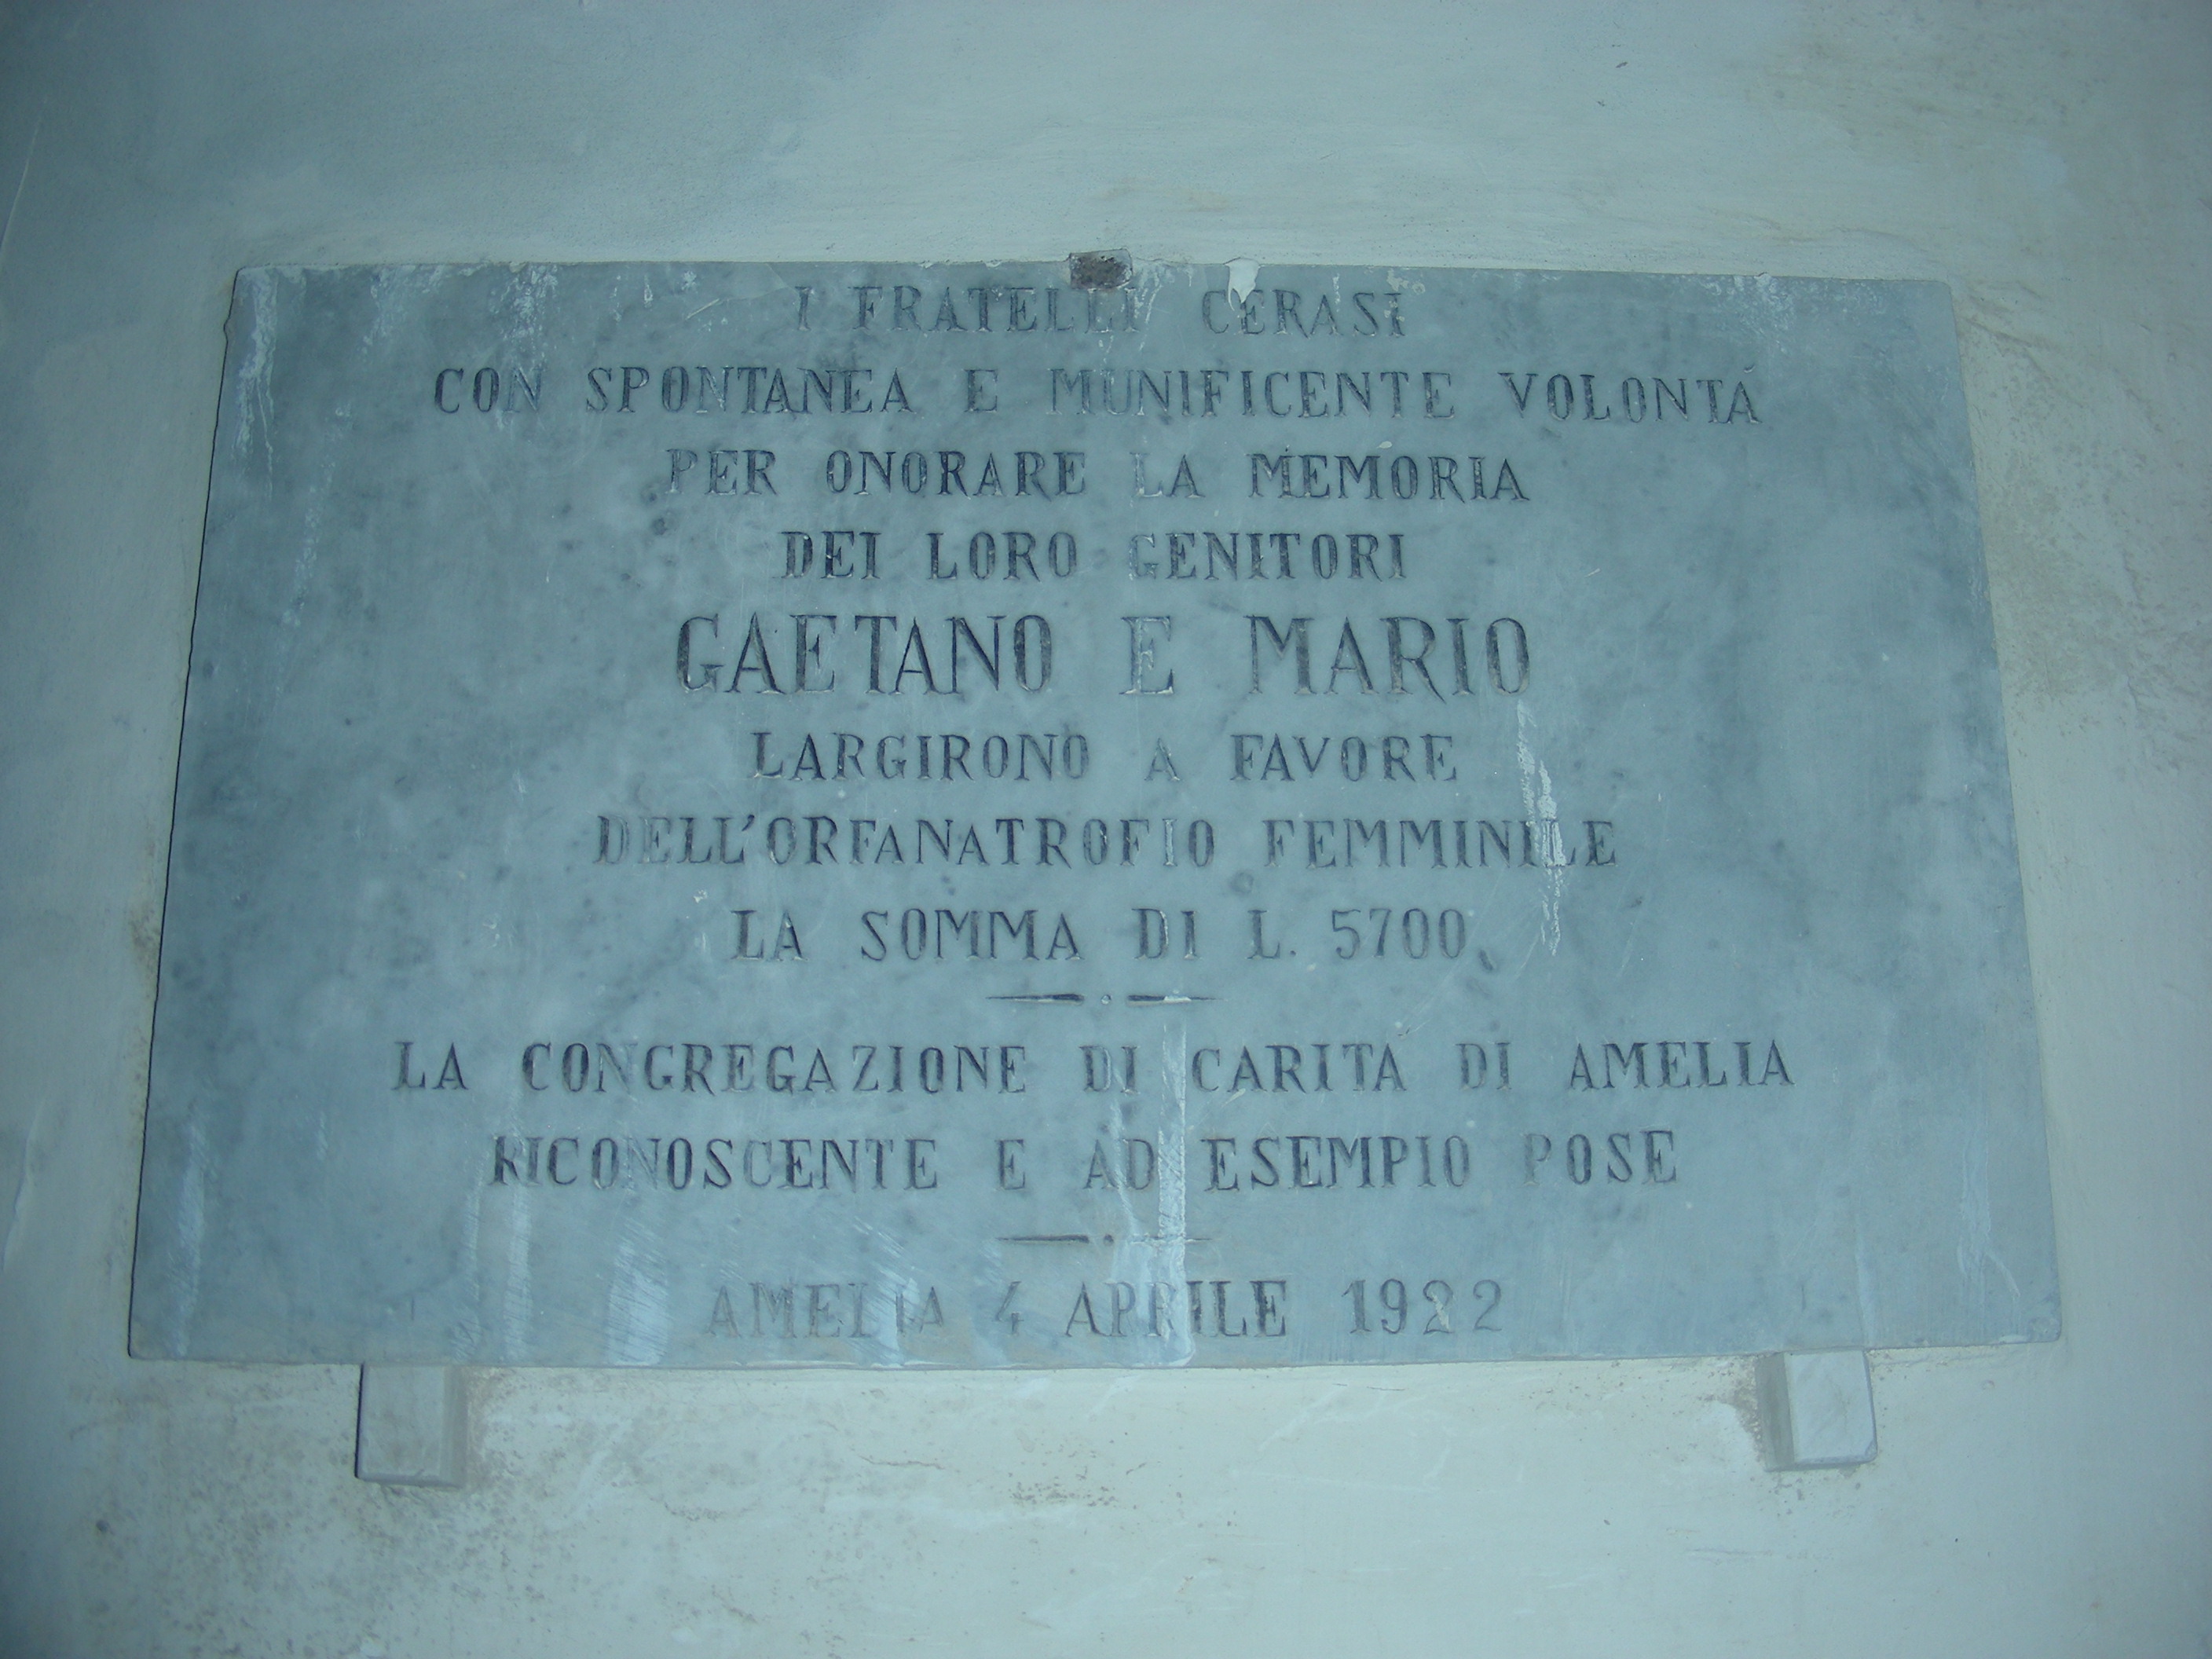 I FRATELLI CERASI
CON SPONTANEA E MUNIFICENTE VOLONTÁ
PER ONORARE LA MEMORIA
DEI LORO GENITORI
GAETANO E MARIO
LARGIRONO A FAVORE
DELL'ORFANATROFIO FEMMINILE
LA SOMMA DI L. 5700,
LA CONGREGAZIONE DI CARITA DI AMELIA
RICONOSCENTE E AD ESEMPIO POSE
AMELIA 4 APRILE 1922